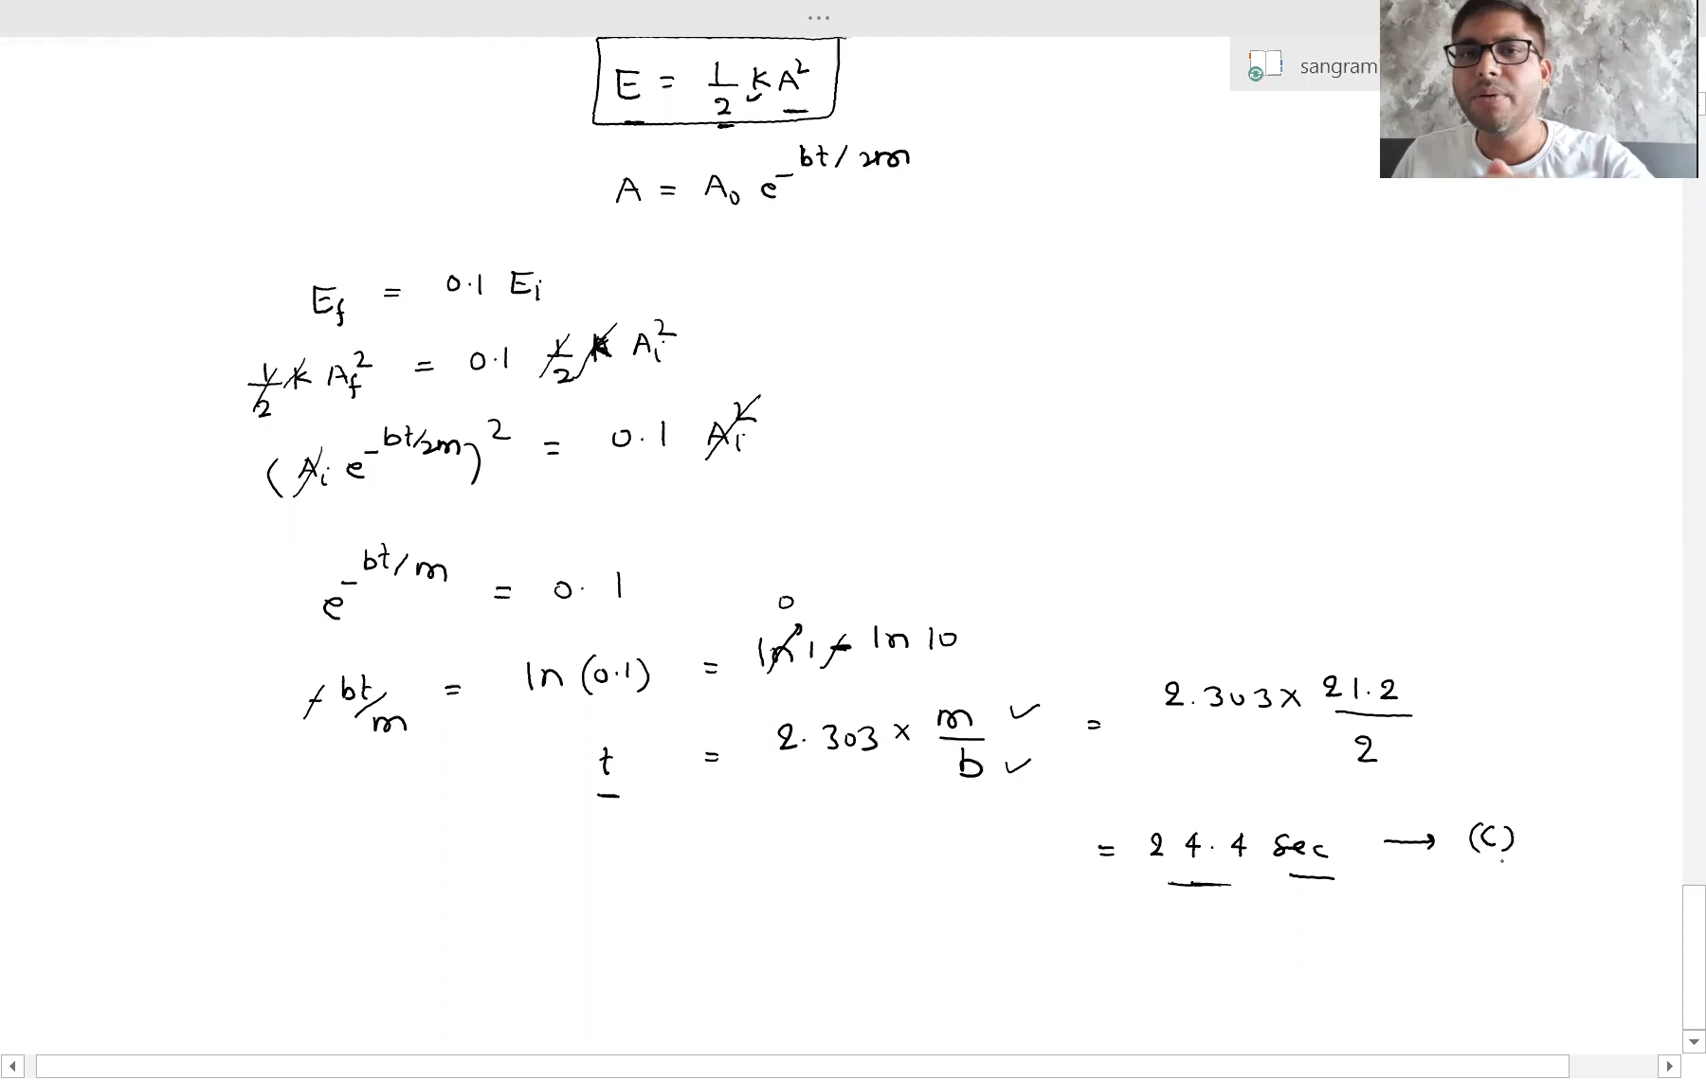 ...
E = 1/2 k A²
sangram
A = A₀ e^(-bt/2m)
E_f = 0.1 E_i
1/2 k A_f² = 0.1 1/2 k A_i²
(A_i e^(-bt/2m))² = 0.1 A_i²
e^(-bt/m) = 0.1
0
- bt/m = ln (0.1) = ln 1 - ln 10
t = 2.303 × m/b = 2.303 × 21.2/2
= 24.4 sec → (C)